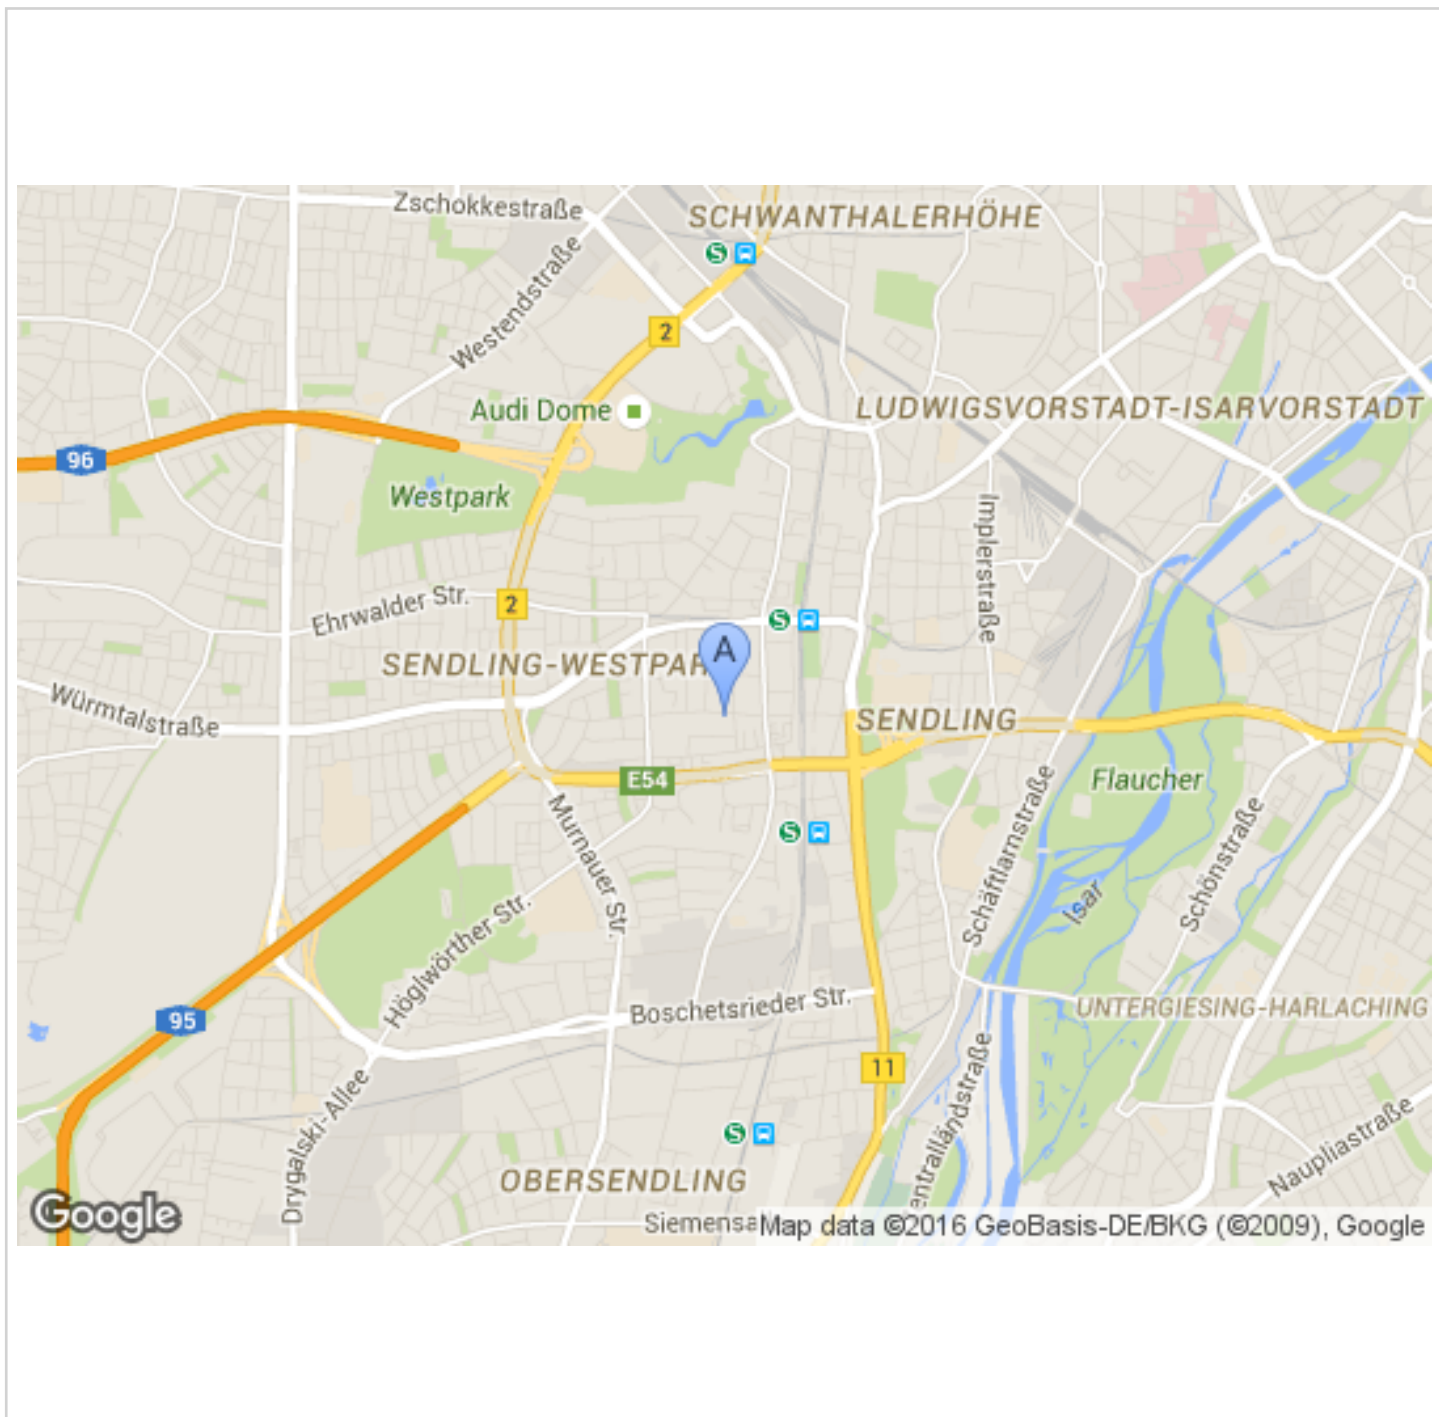 Zschokkestraße
SCHWANTHALERHÖHE
S
Westendstraße
2
Audi Dome
LUDWIGSVORSTADT-ISARVORSTADT
96
Westpark
Implerstraße
Ehrwalder Str.
2
S
A
SENDLING-WESTPAR
Würmtalstraße
SENDLING
E54
Flaucher
Murnauer Str.
S
Schäftlarnstraße
Schönstraße
Isar
Höglwörther Str.
95
Boschetsrieder Str.
UNTERGIESING-HARLACHING
11
Drygalski-Allee
entralländstraße
S
Naupliastraße
OBERSENDLING
Google
Siemensa
Map data ©2016 GeoBasis-DE/BKG (©2009), Google